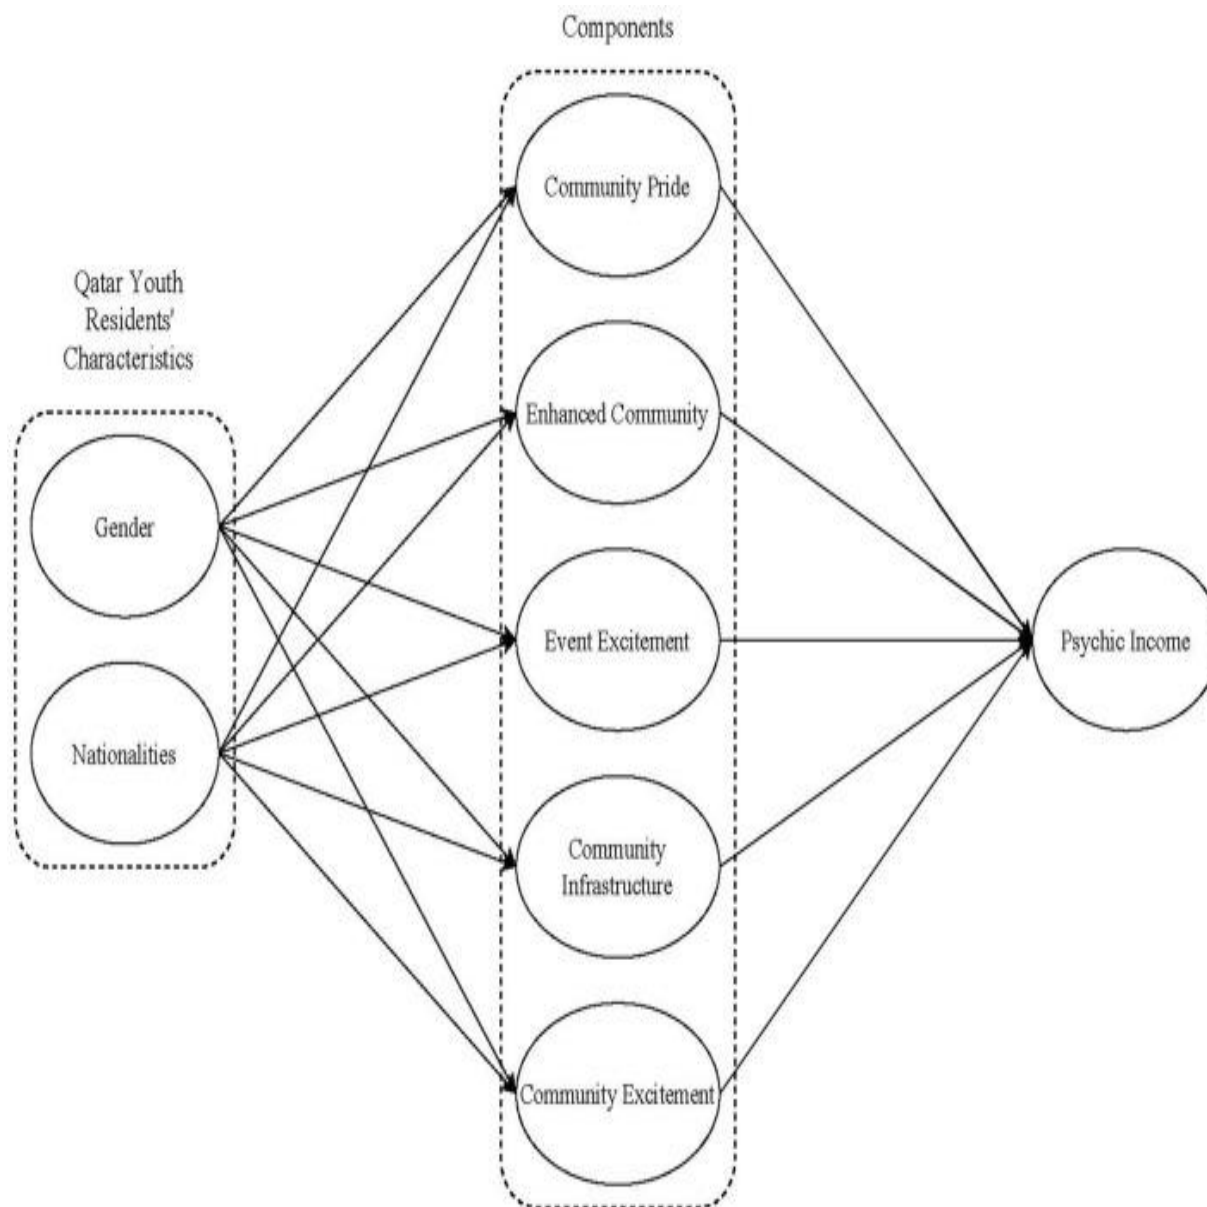 Components
Community Pride
Qatar Youth
Residents'
Characteristics
Enhanced Community
Gender
Event Excitement
Psychic Income
Nationalities
Community
Infrastructure
Community Excitement